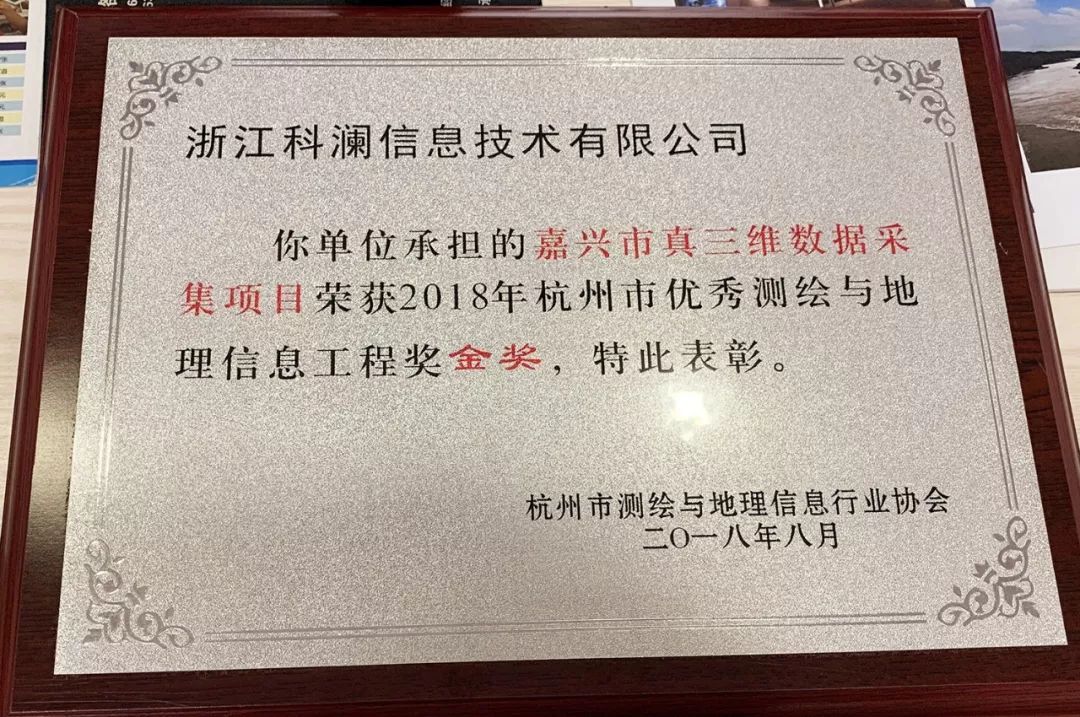 浙江科澜信息技术有限公司
你单位承担的嘉兴市真三维数据采
集项目荣获2018年杭州市优秀测绘与地
理信息工程奖金奖，特此表彰。
杭州市测绘与地理信息行业协会
二〇一八年八月